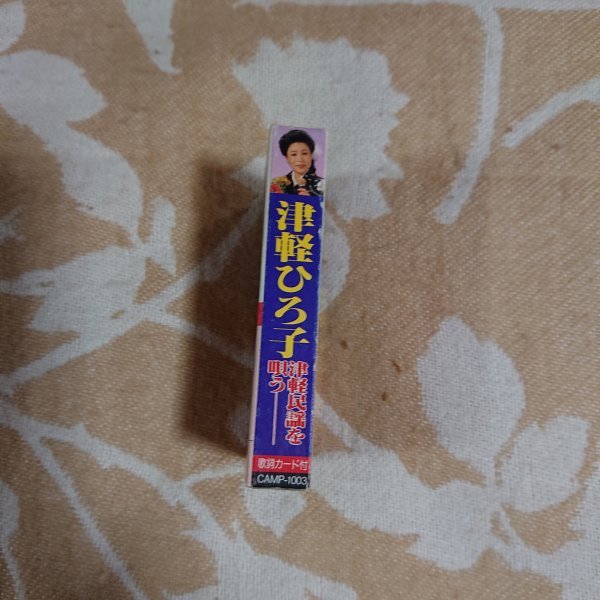 津軽ひろ子
津軽民謡を
唄う
歌詞カード付
CAMP-1003